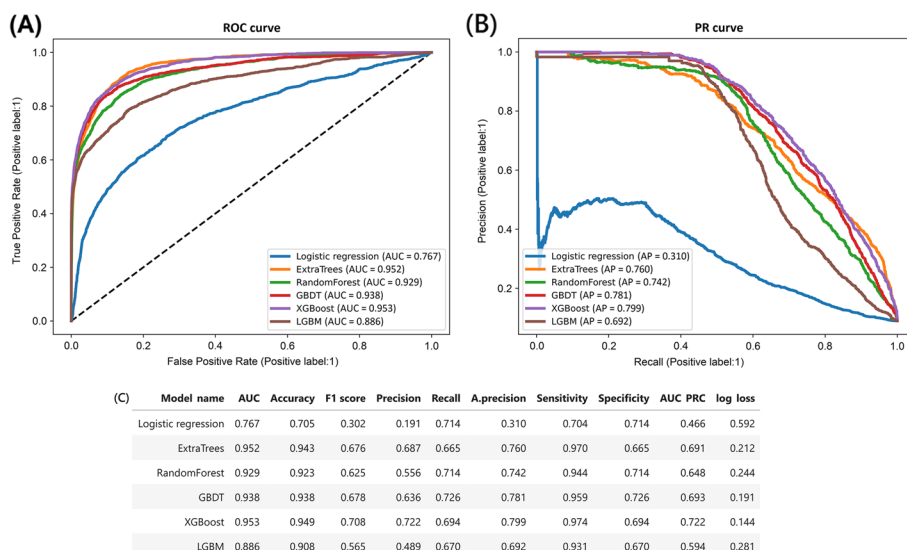 (A)
ROC curve
True Positive Rate (Positive label:1)
1.0
0.8
0.6
0.4
0.2
0.0
Logistic regression (AUC = 0.767)
ExtraTrees (AUC = 0.952)
RandomForest (AUC = 0.929)
GBDT (AUC = 0.938)
XGBoost (AUC = 0.953)
LGBM (AUC = 0.886)
0.0 0.2 0.4 0.6 0.8 1.0
False Positive Rate (Positive label:1)
(B)
PR curve
Precision (Positive label:1)
1.0
0.8
0.6
0.4
0.2
Logistic regression (AP = 0.310)
ExtraTrees (AP = 0.760)
RandomForest (AP = 0.742)
GBDT (AP = 0.781)
XGBoost (AP = 0.799)
LGBM (AP = 0.692)
0.0 0.2 0.4 0.6 0.8 1.0
Recall (Positive label:1)
(C) Model name AUC Accuracy F1 score Precision Recall A.precision Sensitivity Specificity AUC PRC log loss
Logistic regression 0.767 0.705 0.302 0.191 0.714 0.310 0.704 0.714 0.466 0.592
ExtraTrees 0.952 0.943 0.676 0.687 0.665 0.760 0.970 0.665 0.691 0.212
RandomForest 0.929 0.923 0.625 0.556 0.714 0.742 0.944 0.714 0.648 0.244
GBDT 0.938 0.938 0.678 0.636 0.726 0.781 0.959 0.726 0.693 0.191
XGBoost 0.953 0.949 0.708 0.722 0.694 0.799 0.974 0.694 0.722 0.144
LGBM 0.886 0.908 0.565 0.489 0.670 0.692 0.931 0.670 0.594 0.281